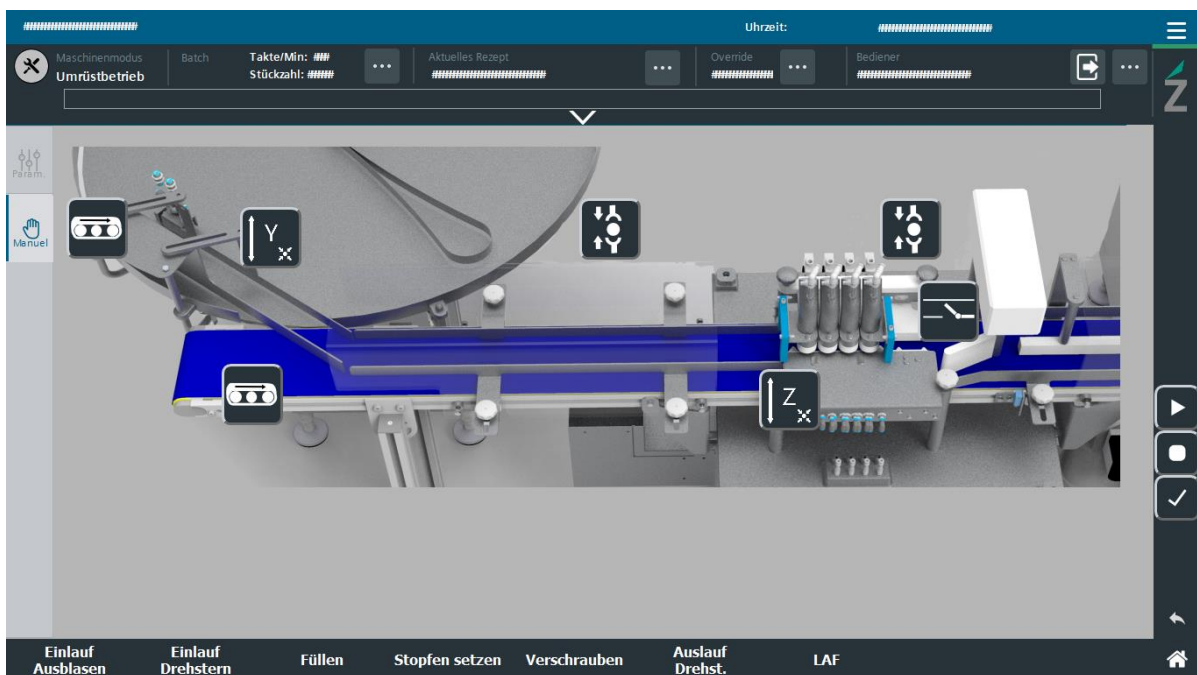 ##########################
Uhrzeit:
##########################
Maschinenmodus
Umrüstbetrieb
Batch
Takte/Min: ####
Stückzahl: ######
...
Aktuelles Rezept
##########################
...
Override
##############
...
Bediener
##########################
...
Z
Param.
Manuel
Y
Z
Einlauf
Ausblasen
Einlauf
Drehstern
Füllen
Stopfen setzen
Verschrauben
Auslauf
Drehst.
LAF